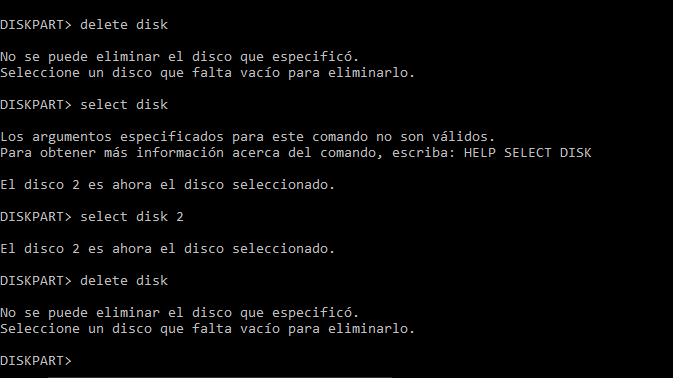 DISKPART> delete disk
No se puede eliminar el disco que especificó.
Seleccione un disco que falta vacío para eliminarlo.
DISKPART> select disk
Los argumentos especificados para este comando no son válidos.
Para obtener más información acerca del comando, escriba: HELP SELECT DISK
El disco 2 es ahora el disco seleccionado.
DISKPART> select disk 2
El disco 2 es ahora el disco seleccionado.
DISKPART> delete disk
No se puede eliminar el disco que especificó.
Seleccione un disco que falta vacío para eliminarlo.
DISKPART>